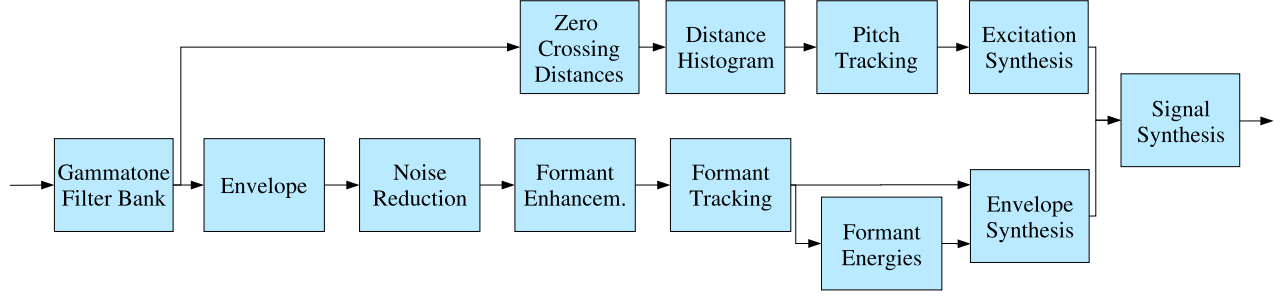 Zero
Crossing
Distances
Distance
Histogram
Pitch
Tracking
Excitation
Synthesis
Signal
Synthesis
Gammatone
Filter Bank
Envelope
Noise
Reduction
Formant
Enhancem.
Formant
Tracking
Formant
Energies
Envelope
Synthesis